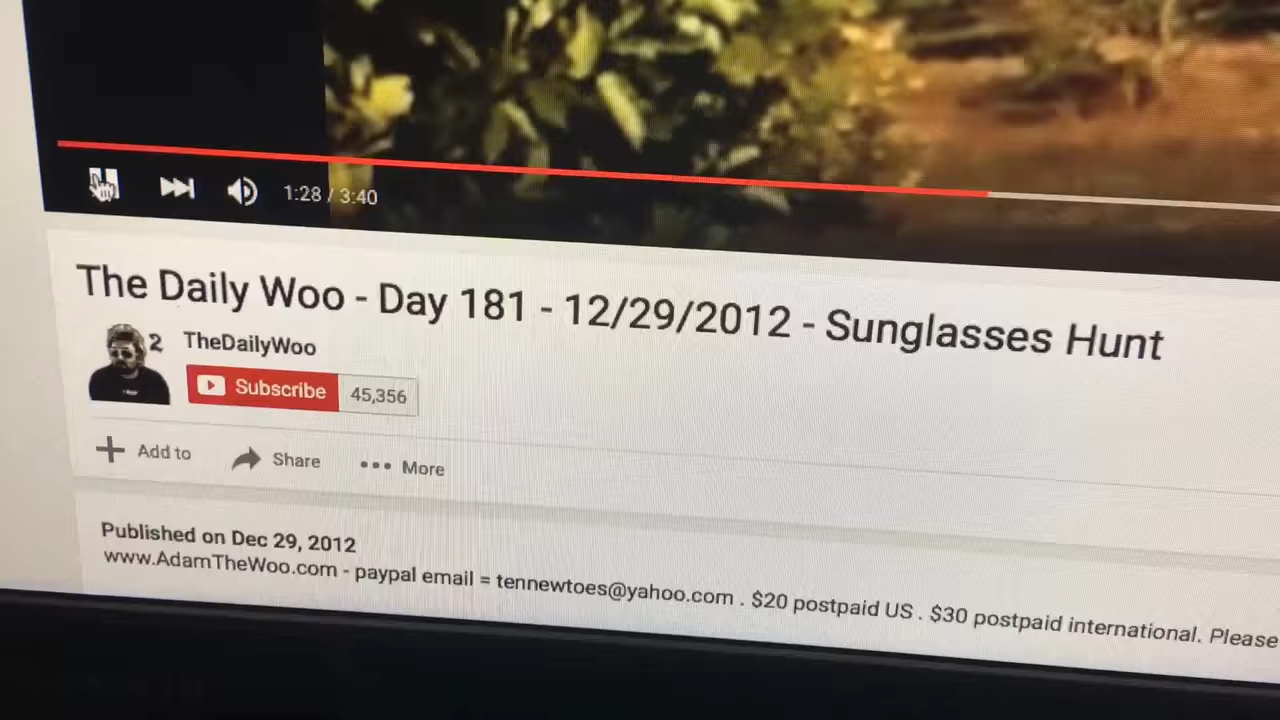 1:28 / 3:40
The Daily Woo - Day 181 - 12/29/2012 - Sunglasses Hunt
2 TheDailyWoo
Subscribe 45,356
Add to Share More
Published on Dec 29, 2012
www.AdamTheWoo.com - paypal email = tennewtoes@yahoo.com . $20 postpaid US . $30 postpaid international. Please